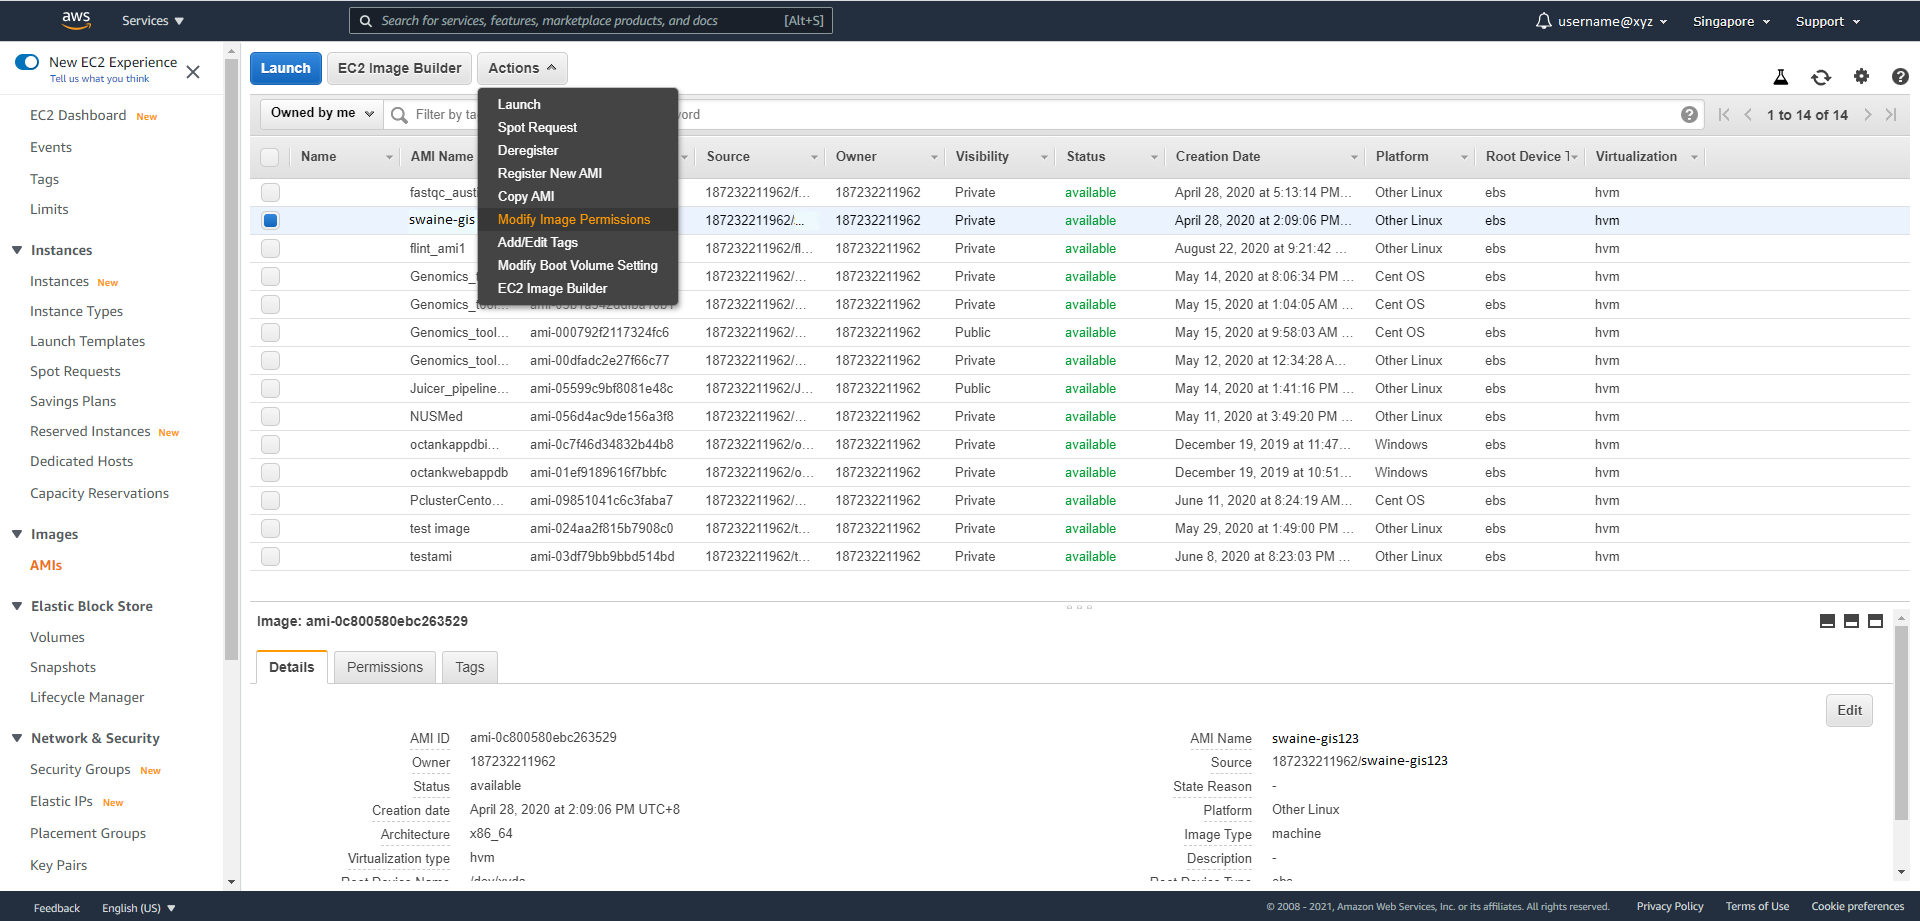 aws Services Search for services, features, marketplace products, and docs [Alt+S] username@xyz Singapore Support
New EC2 Experience
Tell us what you think
EC2 Dashboard New
Events
Tags
Limits
Instances
Instances New
Instance Types
Launch Templates
Spot Requests
Savings Plans
Reserved Instances New
Dedicated Hosts
Capacity Reservations
Images
AMIs
Elastic Block Store
Volumes
Snapshots
Lifecycle Manager
Network & Security
Security Groups New
Elastic IPs New
Placement Groups
Key Pairs
Launch EC2 Image Builder Actions
Launch
Spot Request
Deregister
Register New AMI
Copy AMI
Modify Image Permissions
Add/Edit Tags
Modify Boot Volume Setting
EC2 Image Builder
Owned by me Filter by 1 to 14 of 14
Name AMI Name Source Owner Visibility Status Creation Date Platform Root Device T Virtualization
fastqc_aust 187232211962/f... 187232211962 Private available April 28, 2020 at 5:13:14 PM... Other Linux ebs hvm
swaine-gis 187232211962/... 187232211962 Private available April 28, 2020 at 2:09:06 PM... Other Linux ebs hvm
flint_ami1 187232211962/fl... 187232211962 Private available August 22, 2020 at 9:21:42 ... Other Linux ebs hvm
Genomics_ 187232211962/... 187232211962 Private available May 14, 2020 at 8:06:34 PM ... Cent OS ebs hvm
Genomics_tool... 187232211962/... 187232211962 Private available May 15, 2020 at 1:04:05 AM ... Cent OS ebs hvm
Genomics_tool... ami-000792f2117324fc6 187232211962/... 187232211962 Public available May 15, 2020 at 9:58:03 AM ... Cent OS ebs hvm
Genomics_tool... ami-00dfadc2e27f66c77 187232211962/... 187232211962 Private available May 12, 2020 at 12:34:28 A... Other Linux ebs hvm
Juicer_pipeline... ami-05599c9bf8081e48c 187232211962/J... 187232211962 Public available May 14, 2020 at 1:41:16 PM ... Other Linux ebs hvm
NUSMed ami-056d4ac9de156a3f8 187232211962/... 187232211962 Private available May 11, 2020 at 3:49:20 PM ... Other Linux ebs hvm
octankappdbi... ami-0c7f46d34832b44b8 187232211962/o... 187232211962 Private available December 19, 2019 at 11:47... Windows ebs hvm
octankwebappdb ami-01ef9189616f7bbfc 187232211962/o... 187232211962 Private available December 19, 2019 at 10:51... Windows ebs hvm
PclusterCento... ami-09851041c6c3faba7 187232211962/... 187232211962 Private available June 11, 2020 at 8:24:19 AM... Cent OS ebs hvm
test image ami-024aa2f815b7908c0 187232211962/t... 187232211962 Private available May 29, 2020 at 1:49:00 PM ... Other Linux ebs hvm
testami ami-03df79bb9bbd514bd 187232211962/t... 187232211962 Private available June 8, 2020 at 8:23:03 PM ... Other Linux ebs hvm
Image: ami-0c800580ebc263529
Details Permissions Tags
Edit
AMI ID ami-0c800580ebc263529 AMI Name swaine-gis123
Owner 187232211962 Source 187232211962/swaine-gis123
Status available State Reason -
Creation date April 28, 2020 at 2:09:06 PM UTC+8 Platform Other Linux
Architecture x86_64 Image Type machine
Virtualization type hvm Description -
Feedback English (US) © 2008 - 2021, Amazon Web Services, Inc. or its affiliates. All rights reserved. Privacy Policy Terms of Use Cookie preferences